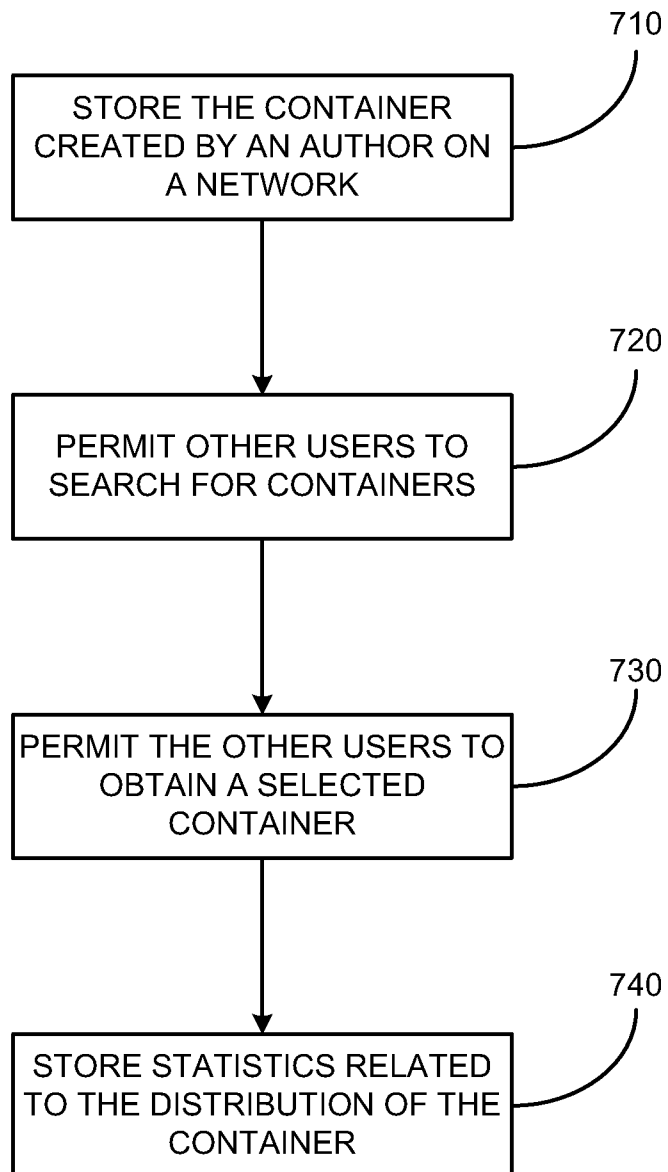 710
STORE THE CONTAINER
CREATED BY AN AUTHOR ON
A NETWORK
720
PERMIT OTHER USERS TO
SEARCH FOR CONTAINERS
730
PERMIT THE OTHER USERS TO
OBTAIN A SELECTED
CONTAINER
740
STORE STATISTICS RELATED
TO THE DISTRIBUTION OF THE
CONTAINER